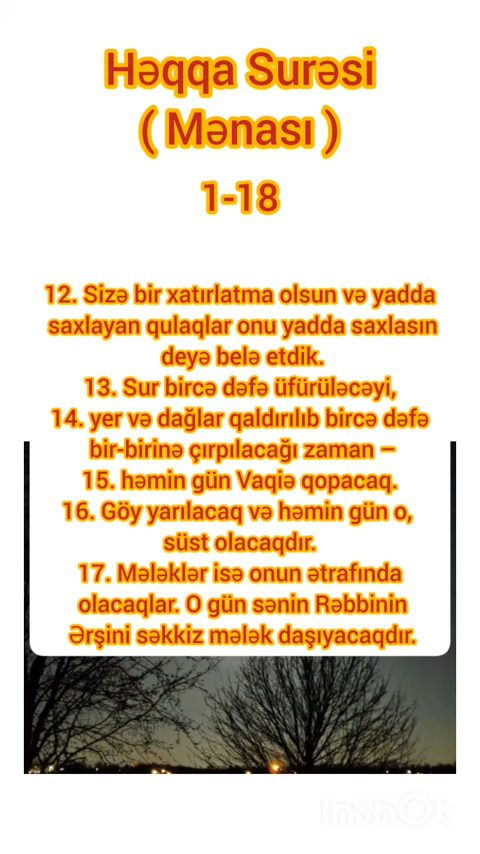 Həqqa Surəsi
( Mənası )
1-18
12. Sizə bir xatırlatma olsun və yadda
saxlayan qulaqlar onu yadda saxlasın
deyə belə etdik.
13. Sur bircə dəfə üfürüləcəyi,
14. yer və dağlar qaldırılıb bircə dəfə
bir-birinə çırpılacağı zaman –
15. həmin gün Vaqiə qopacaq.
16. Göy yarılacaq və həmin gün o,
süst olacaqdır.
17. Mələklər isə onun ətrafında
olacaqlar. O gün sənin Rəbbinin
Ərşini səkkiz mələk daşıyacaqdır.
InShOt